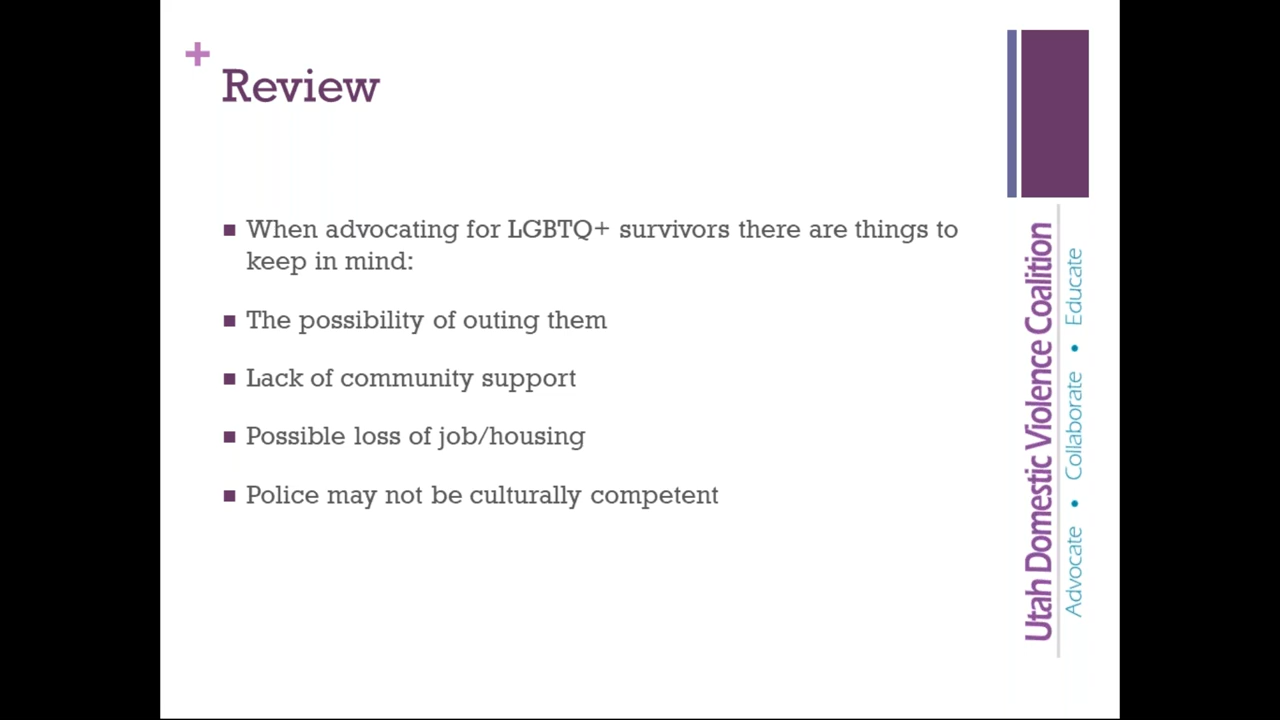 +
Review
■ When advocating for LGBTQ+ survivors there are things to
keep in mind:
■ The possibility of outing them
■ Lack of community support
■ Possible loss of job/housing
■ Police may not be culturally competent
Utah Domestic Violence Coalition
Advocate • Collaborate • Educate